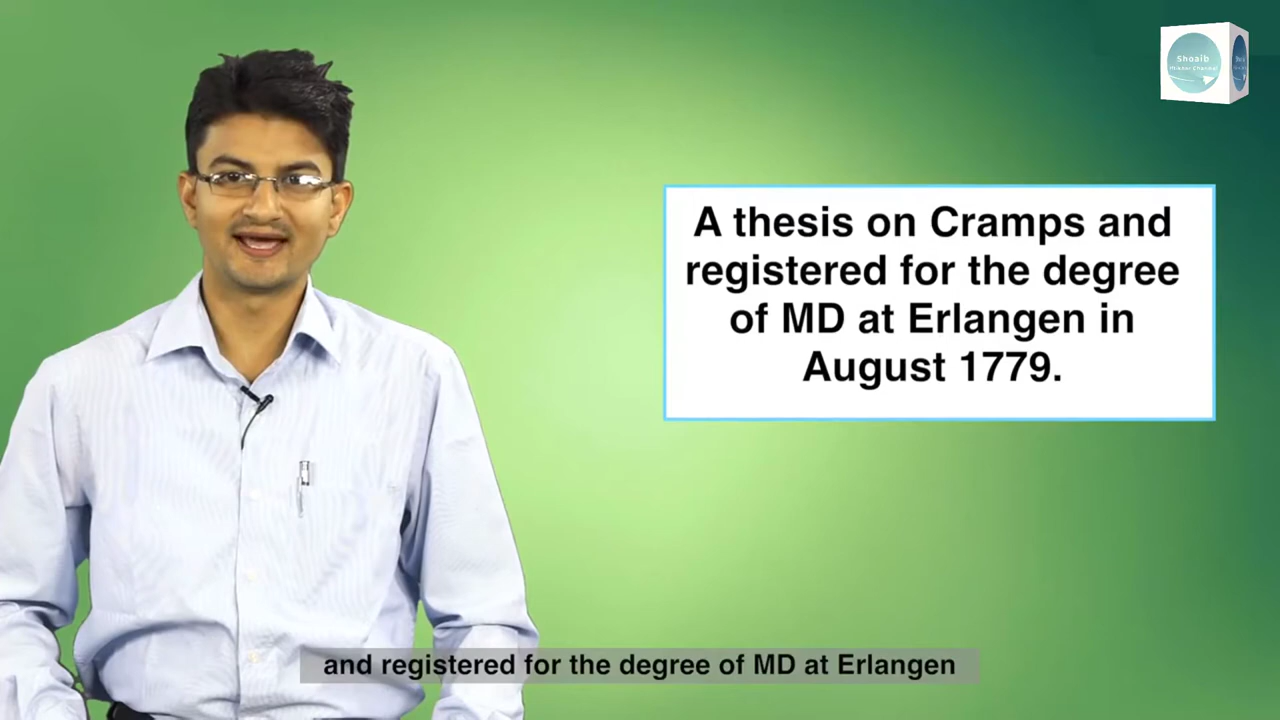 Shoaib
A thesis on Cramps and
registered for the degree
of MD at Erlangen in
August 1779.
and registered for the degree of MD at Erlangen